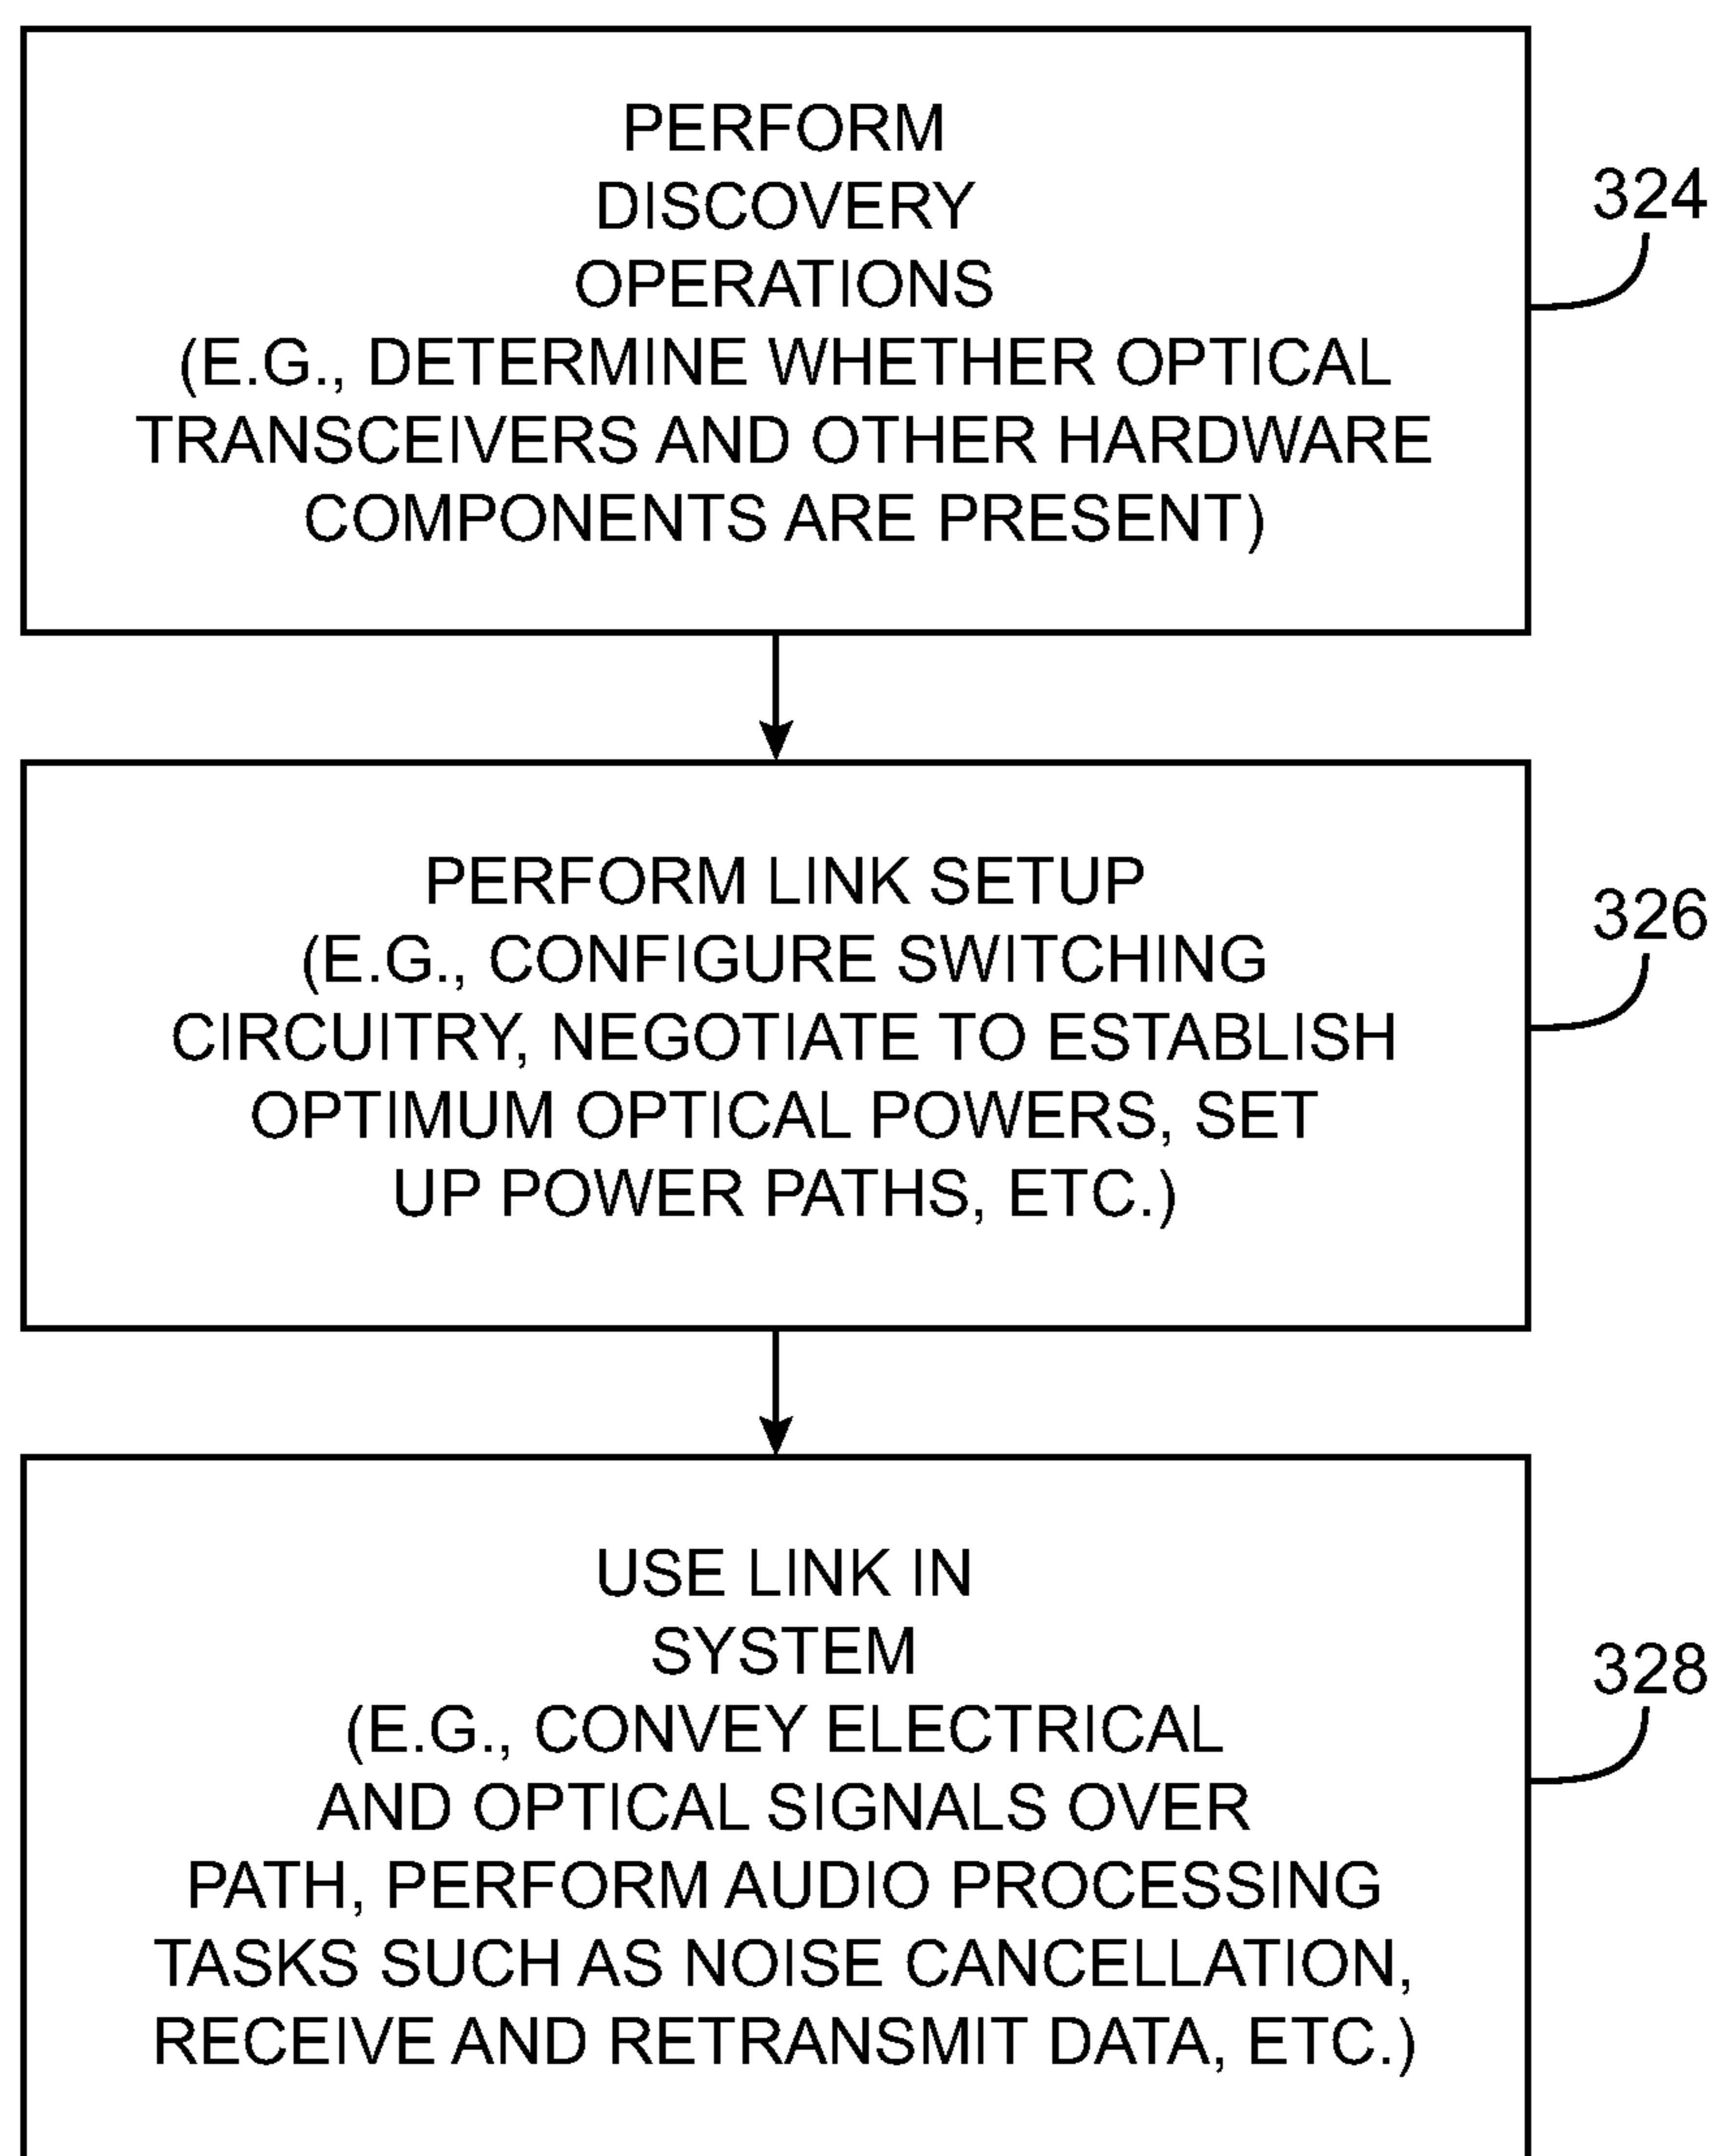 PERFORM
DISCOVERY
OPERATIONS
(E.G., DETERMINE WHETHER OPTICAL
TRANSCEIVERS AND OTHER HARDWARE
COMPONENTS ARE PRESENT)
324
PERFORM LINK SETUP
(E.G., CONFIGURE SWITCHING
CIRCUITRY, NEGOTIATE TO ESTABLISH
OPTIMUM OPTICAL POWERS, SET
UP POWER PATHS, ETC.)
326
USE LINK IN
SYSTEM
(E.G., CONVEY ELECTRICAL
AND OPTICAL SIGNALS OVER
PATH, PERFORM AUDIO PROCESSING
TASKS SUCH AS NOISE CANCELLATION,
RECEIVE AND RETRANSMIT DATA, ETC.)
328